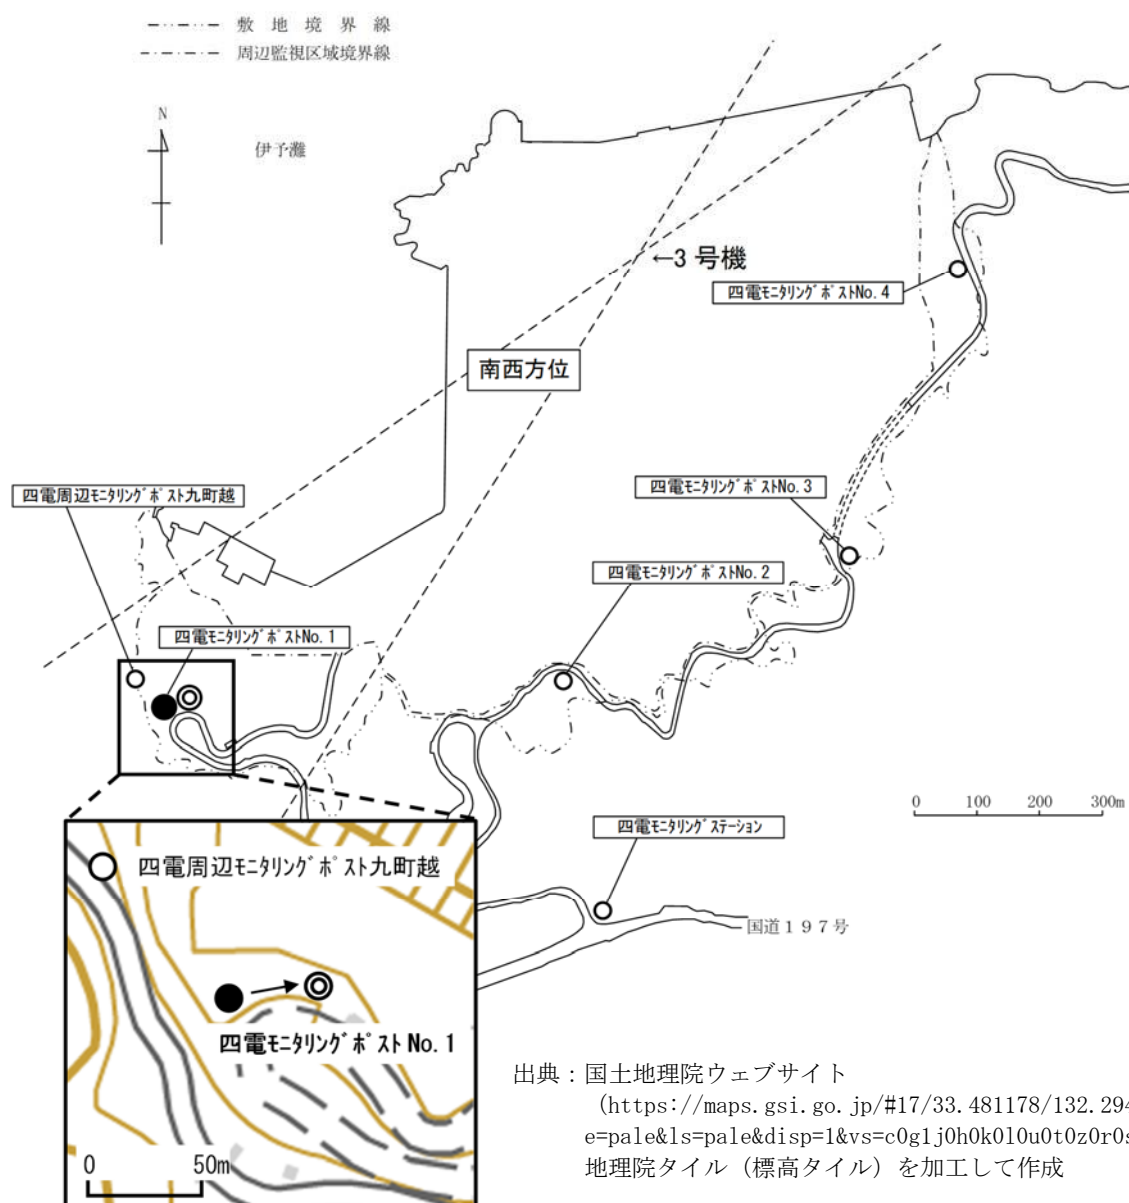 敷地境界線
周辺監視区域境界線
N
伊予灘
←3 号機
四電モニタリングポストNo. 4
南西方位
四電周辺モニタリングポスト九町越
四電モニタリングポストNo. 3
四電モニタリングポストNo. 2
四電モニタリングポストNo. 1
0 100 200 300m
四電モニタリングステーション
四電周辺モニタリングポスト九町越
国道197号
四電モニタリングポスト No. 1
0 50m
出典：国土地理院ウェブサイト
(https://maps.gsi.go.jp/#17/33.481178/132.294
e=pale&ls=pale&disp=1&vs=c0g1j0h0k0l0u0t0z0r0s
地理院タイル（標高タイル）を加工して作成